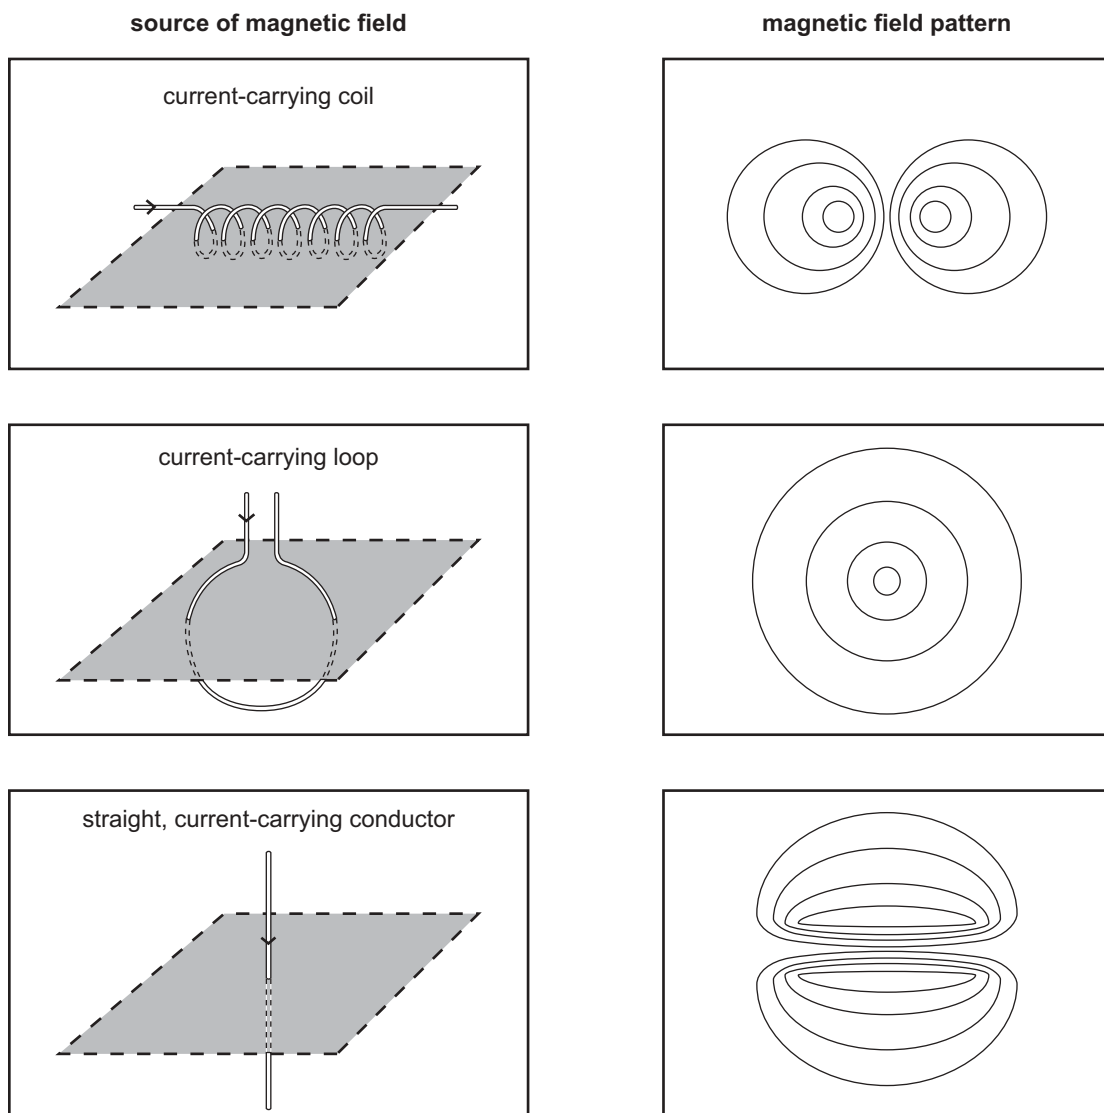 source of magnetic field
magnetic field pattern
current-carrying coil
current-carrying loop
straight, current-carrying conductor